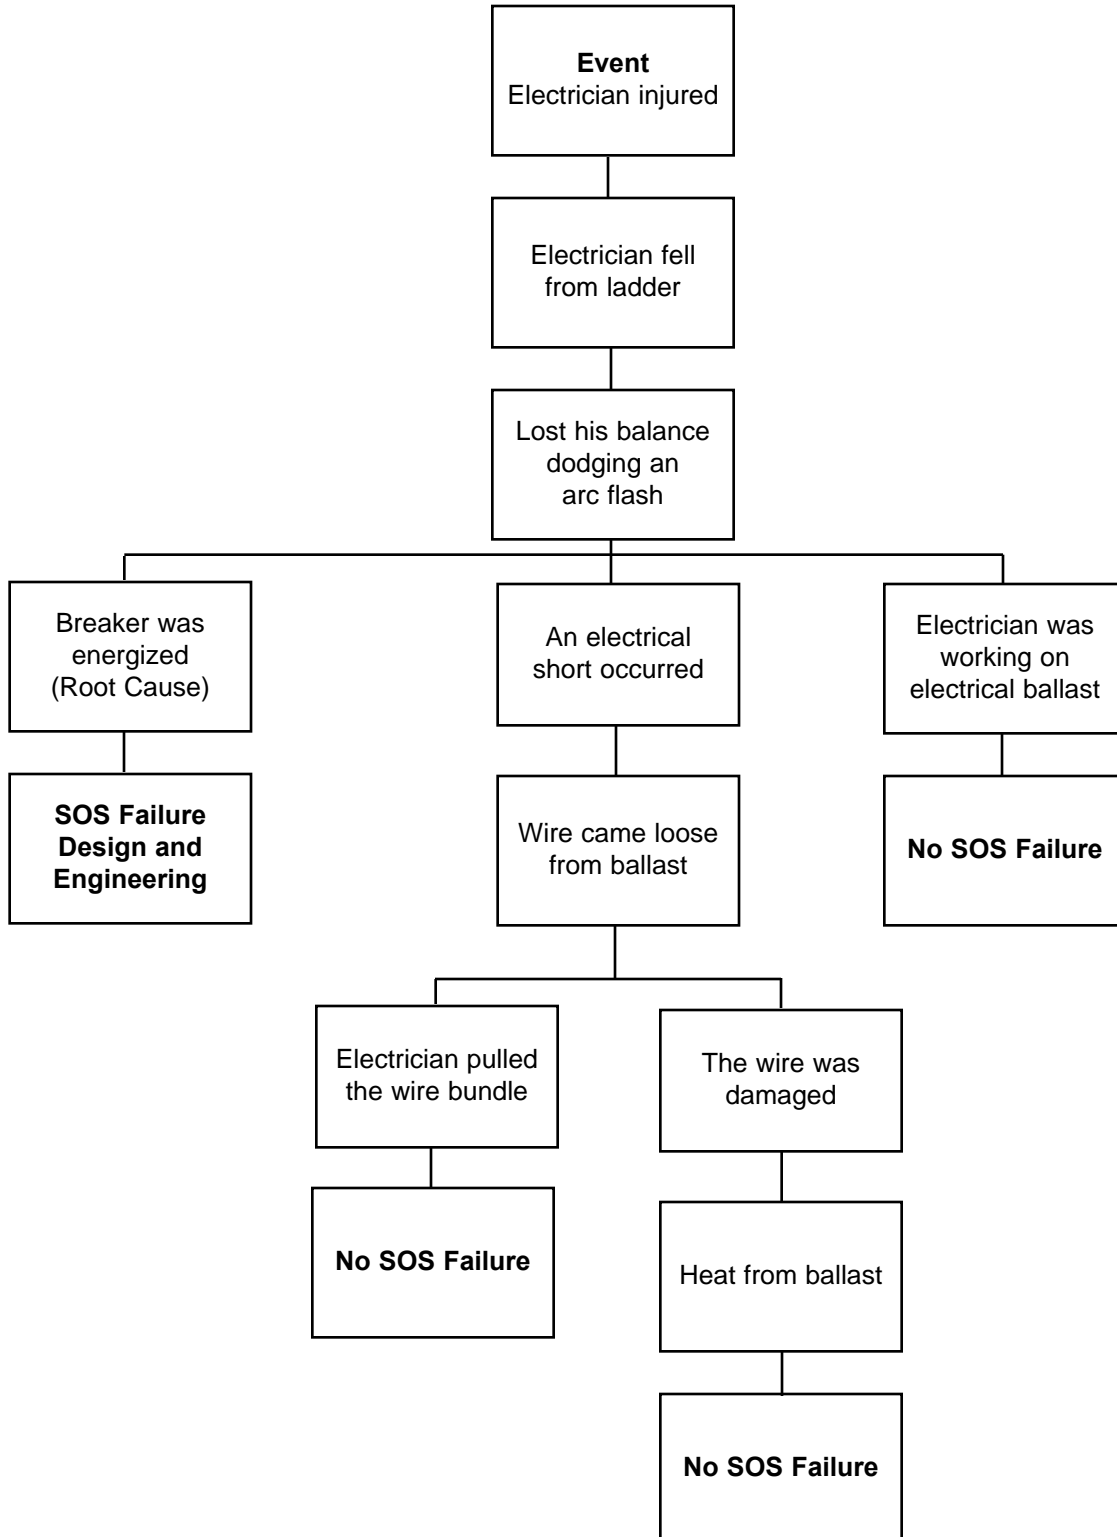 Event
Electrician injured
Electrician fell
from ladder
Lost his balance
dodging an
arc flash
Breaker was
energized
(Root Cause)
An electrical
short occurred
Electrician was
working on
electrical ballast
SOS Failure
Design and
Engineering
Wire came loose
from ballast
No SOS Failure
Electrician pulled
the wire bundle
The wire was
damaged
No SOS Failure
Heat from ballast
No SOS Failure